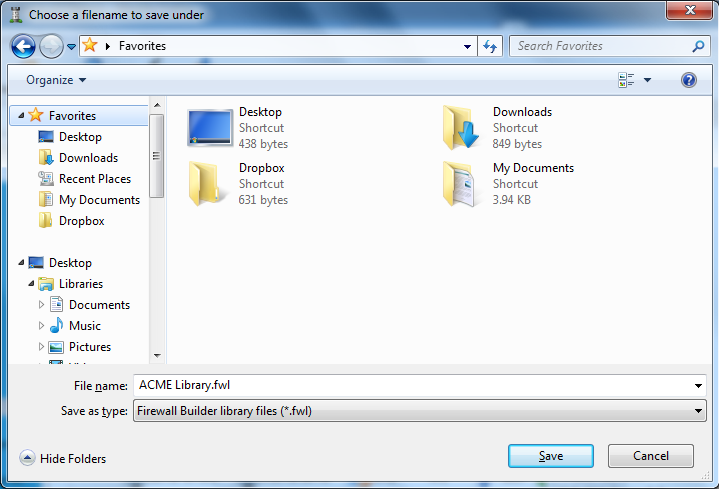 Choose a filename to save under
Favorites
Search Favorites
Organize
Favorites
Desktop
Downloads
Recent Places
My Documents
Dropbox
Desktop
Libraries
Documents
Music
Pictures
Desktop
Shortcut
438 bytes
Downloads
Shortcut
849 bytes
Dropbox
Shortcut
631 bytes
My Documents
Shortcut
3.94 KB
File name: ACME Library.fwl
Save as type: Firewall Builder library files (*.fwl)
Hide Folders
Save
Cancel